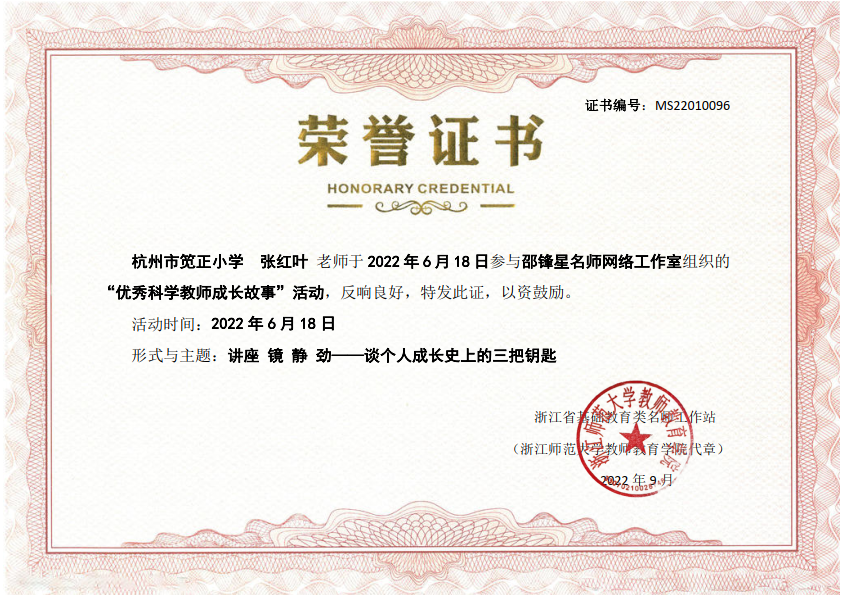 证书编号：MS22010096
荣誉证书
HONORARY CREDENTIAL
杭州市笕正小学 张红叶 老师于 2022 年 6 月 18 日参与邵锋星名师网络工作室组织的
“优秀科学教师成长故事”活动，反响良好，特发此证，以资鼓励。
活动时间：2022 年 6 月 18 日
形式与主题：讲座 镜 静 劲——谈个人成长史上的三把钥匙
浙江省基础教育类名师工作站
（浙江师范大学教师教育学院代章）
2022 年 9 月
浙江师范大学教师教育学院